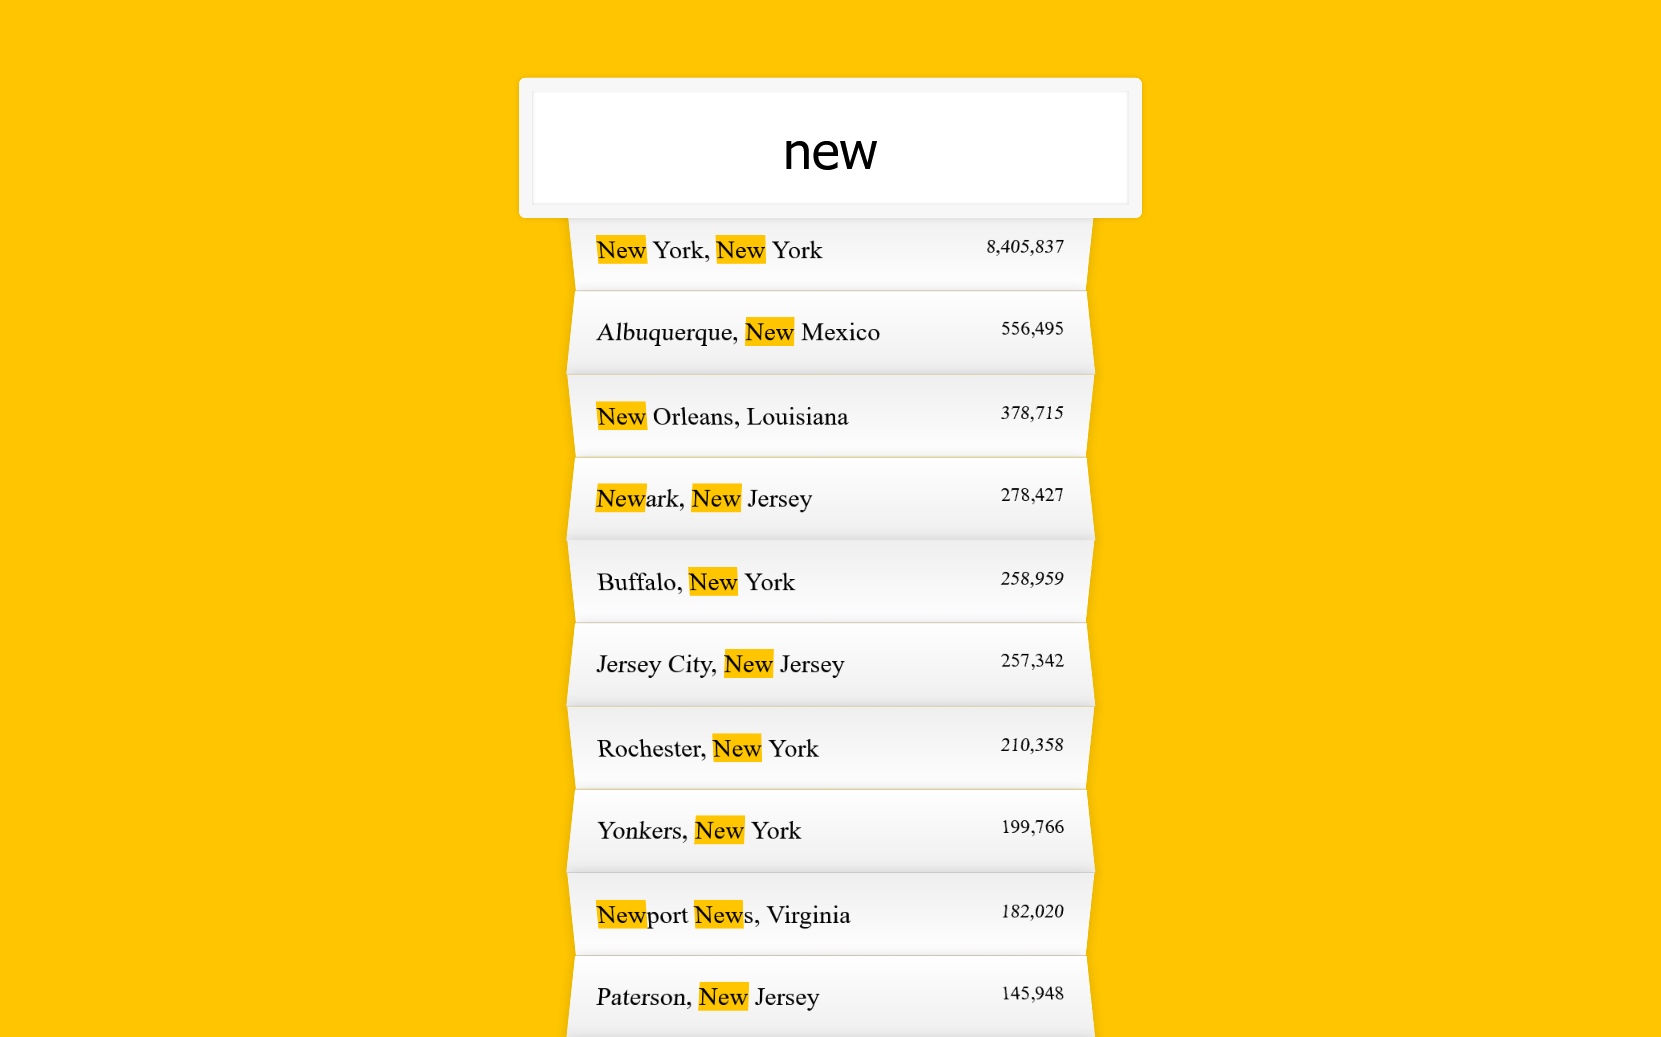 new
New York, New York 8,405,837
Albuquerque, New Mexico 556,495
New Orleans, Louisiana 378,715
Newark, New Jersey 278,427
Buffalo, New York 258,959
Jersey City, New Jersey 257,342
Rochester, New York 210,358
Yonkers, New York 199,766
Newport News, Virginia 182,020
Paterson, New Jersey 145,948